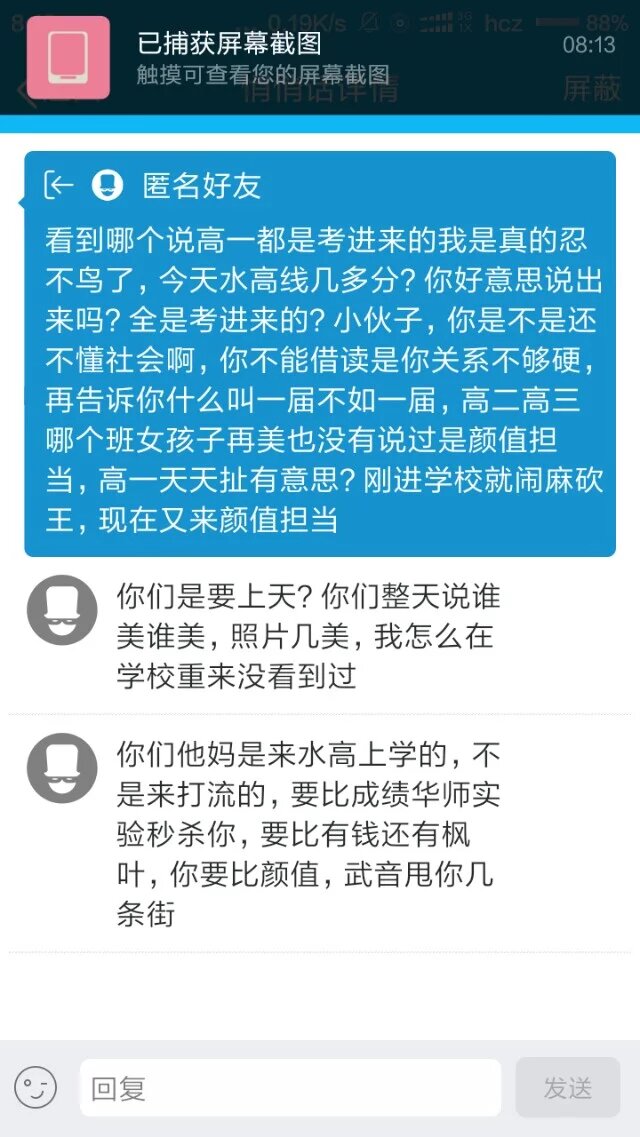 0.19K/s
3G
1X
hcz
88%
已捕获屏幕截图
08:13
触摸可查看您的屏幕截图
悄悄话详情
屏蔽
匿名好友
看到哪个说高一都是考进来的我是真的忍
不鸟了，今天水高线几多分？你好意思说出
来吗？全是考进来的？小伙子，你是不是还
不懂社会啊，你不能借读是你关系不够硬，
再告诉你什么叫一届不如一届，高二高三
哪个班女孩子再美也没有说过是颜值担
当，高一天天扯有意思？刚进学校就闹麻砍
王，现在又来颜值担当
你们是要上天？你们整天说谁
美谁美，照片几美，我怎么在
学校重来没看到过
你们他妈是来水高上学的，不
是来打流的，要比成绩华师实
验秒杀你，要比有钱还有枫
叶，你要比颜值，武音甩你几
条街
回复
发送